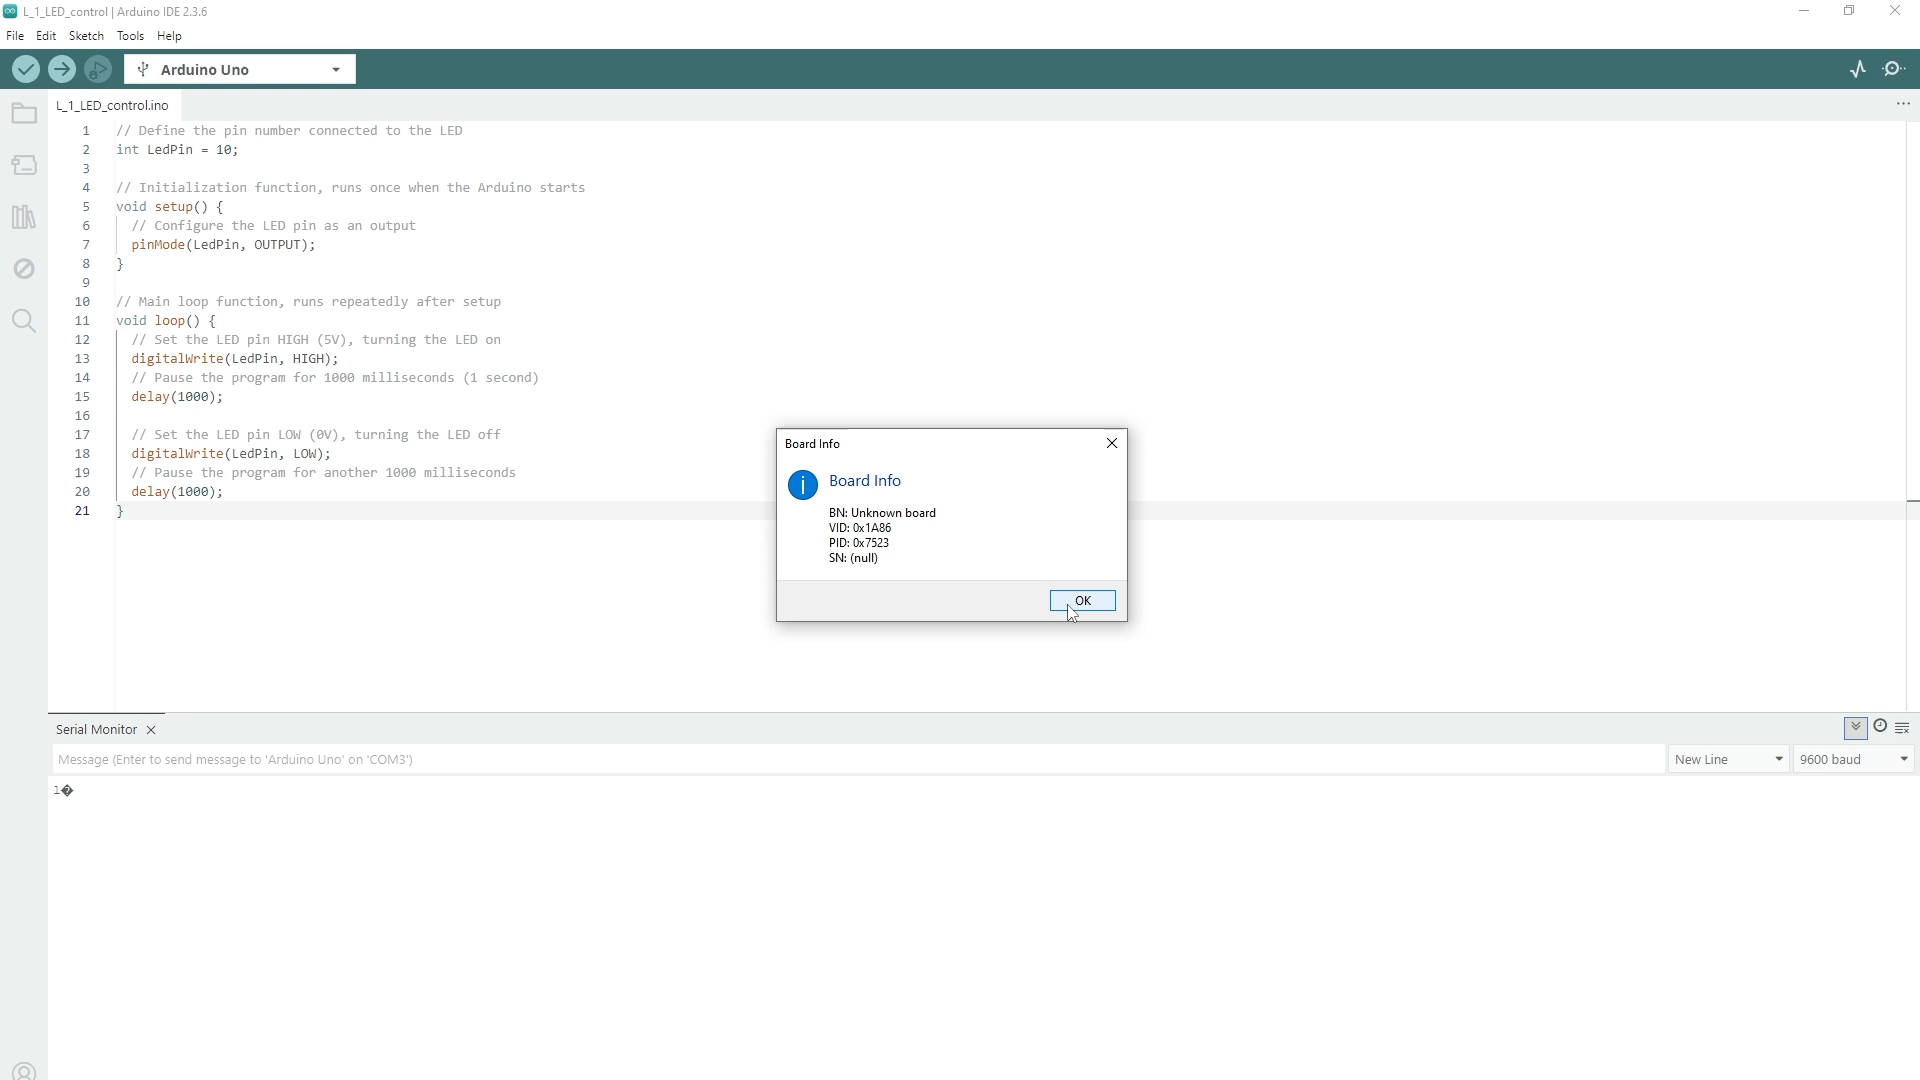 L_1_LED_control | Arduino IDE 2.3.6
File Edit Sketch Tools Help
Arduino Uno
L_1_LED_control.ino
1 // Define the pin number connected to the LED
2 int LedPin = 10;
3
4 // Initialization function, runs once when the Arduino starts
5 void setup() {
6 // Configure the LED pin as an output
7 pinMode(LedPin, OUTPUT);
8 }
9
10 // Main loop function, runs repeatedly after setup
11 void loop() {
12 // Set the LED pin HIGH (5V), turning the LED on
13 digitalWrite(LedPin, HIGH);
14 // Pause the program for 1000 milliseconds (1 second)
15 delay(1000);
16
17 // Set the LED pin LOW (0V), turning the LED off
18 digitalWrite(LedPin, LOW);
19 // Pause the program for another 1000 milliseconds
20 delay(1000);
21 }
Board Info
Board Info
BN: Unknown board
VID: 0x1A86
PID: 0x7523
SN: (null)
OK
Serial Monitor
Message (Enter to send message to 'Arduino Uno' on 'COM3')
New Line
9600 baud
l�